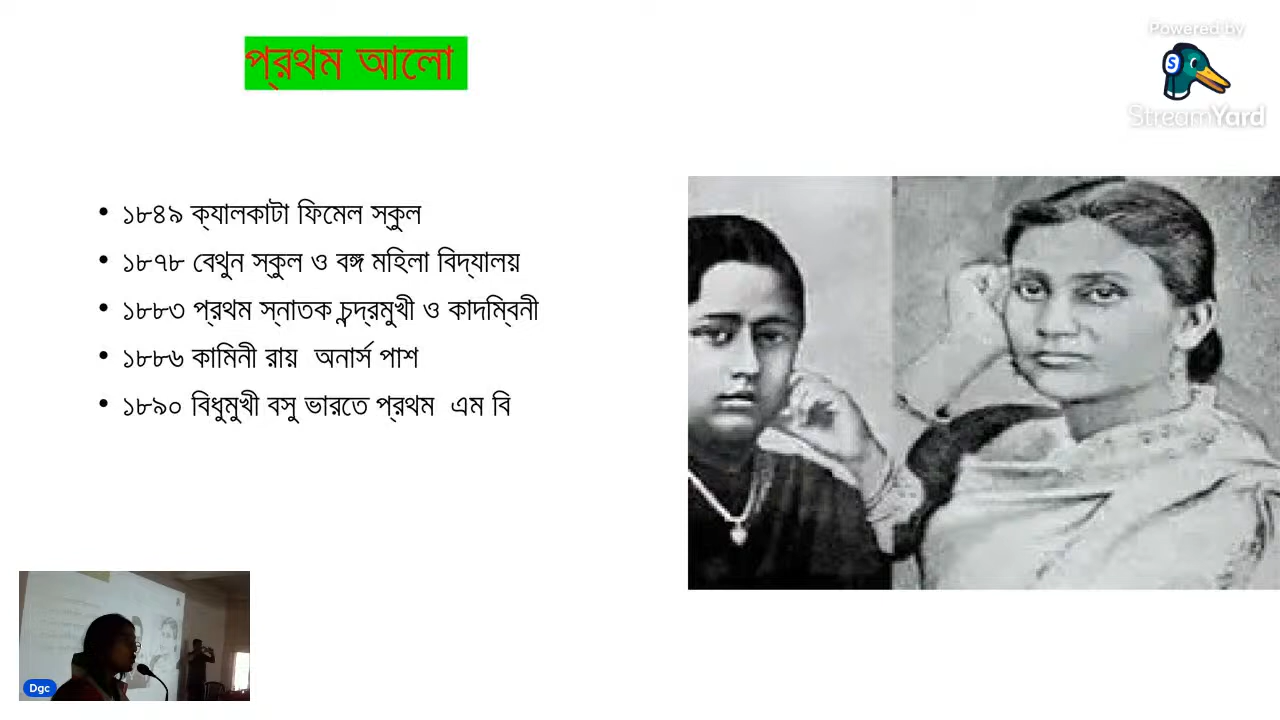 Powered by
StreamYard
প্রথম আলো
• ১৮৪৯ ক্যালকাটা ফিমেল স্কুল
• ১৮৭৮ বেথুন স্কুল ও বঙ্গ মহিলা বিদ্যালয়
• ১৮৮৩ প্রথম স্নাতক চন্দ্রমুখী ও কাদম্বিনী
• ১৮৮৬ কামিনী রায় অনার্স পাশ
• ১৮৯০ বিধুমুখী বসু ভারতে প্রথম এম বি
Dgc